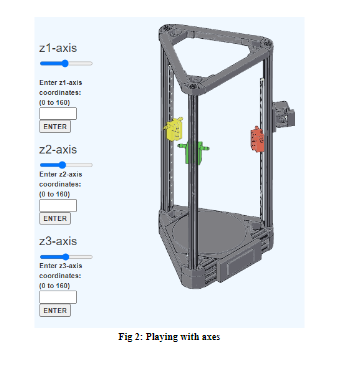 z1-axis
Enter z1-axis
coordinates:
(0 to 160)
ENTER
z2-axis
Enter z2-axis
coordinates:
(0 to 160)
ENTER
z3-axis
Enter z3-axis
coordinates:
(0 to 160)
ENTER
Fig 2: Playing with axes